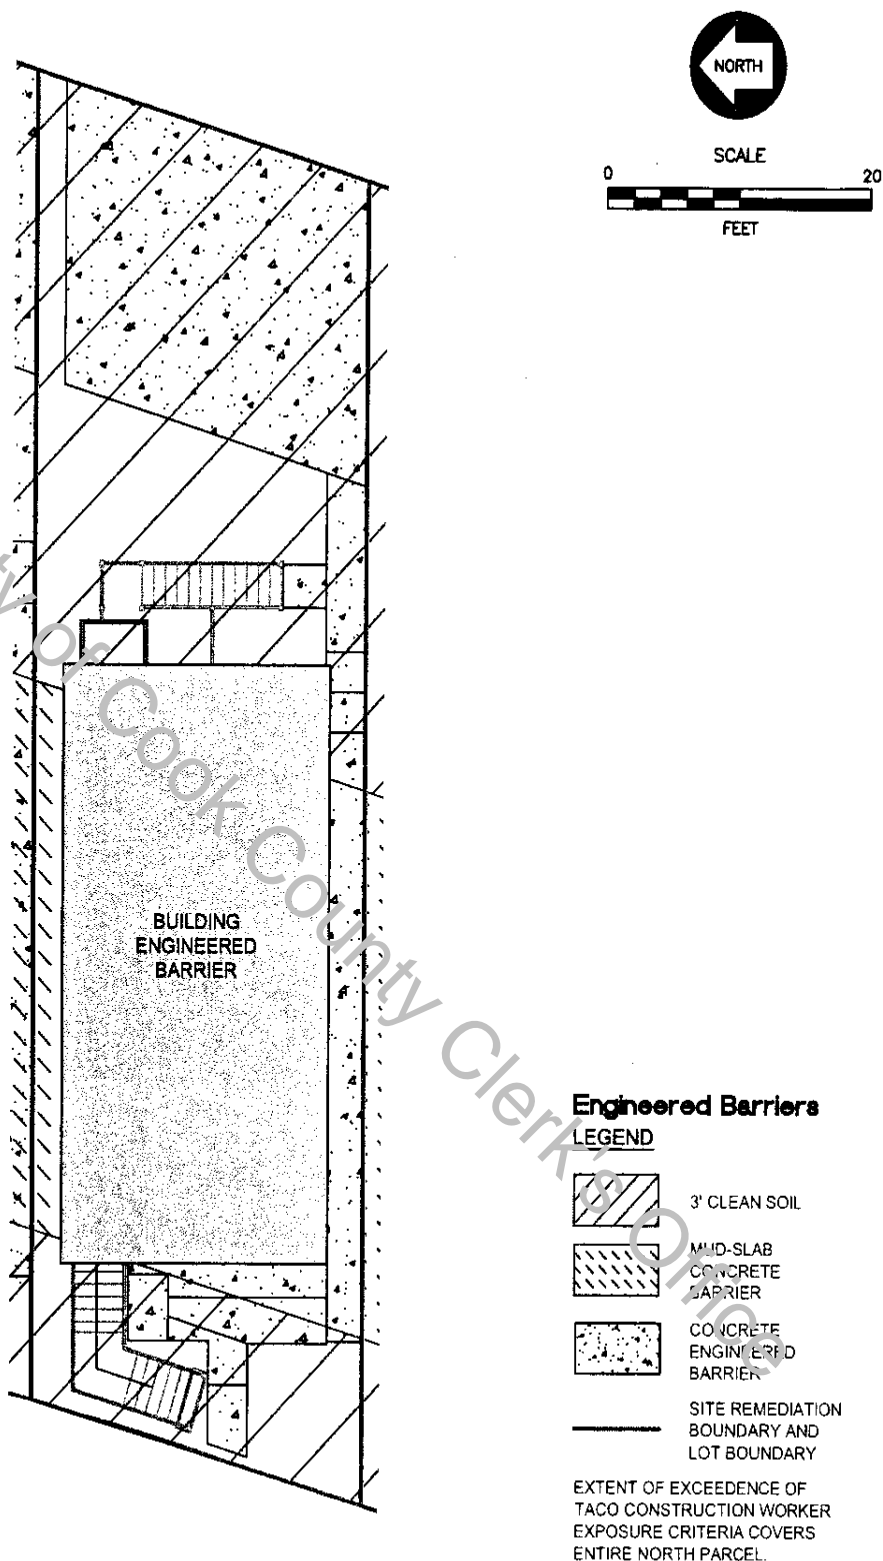 NORTH
SCALE
0 20
FEET
BUILDING
ENGINEERED
BARRIER
Engineered Barriers
LEGEND
3' CLEAN SOIL
MUD-SLAB
CONCRETE
BARRIER
CONCRETE
ENGINEERED
BARRIER
SITE REMEDIATION
BOUNDARY AND
LOT BOUNDARY
EXTENT OF EXCEEDENCE OF
TACO CONSTRUCTION WORKER
EXPOSURE CRITERIA COVERS
ENTIRE NORTH PARCEL.
of Cook County Clerk's Office